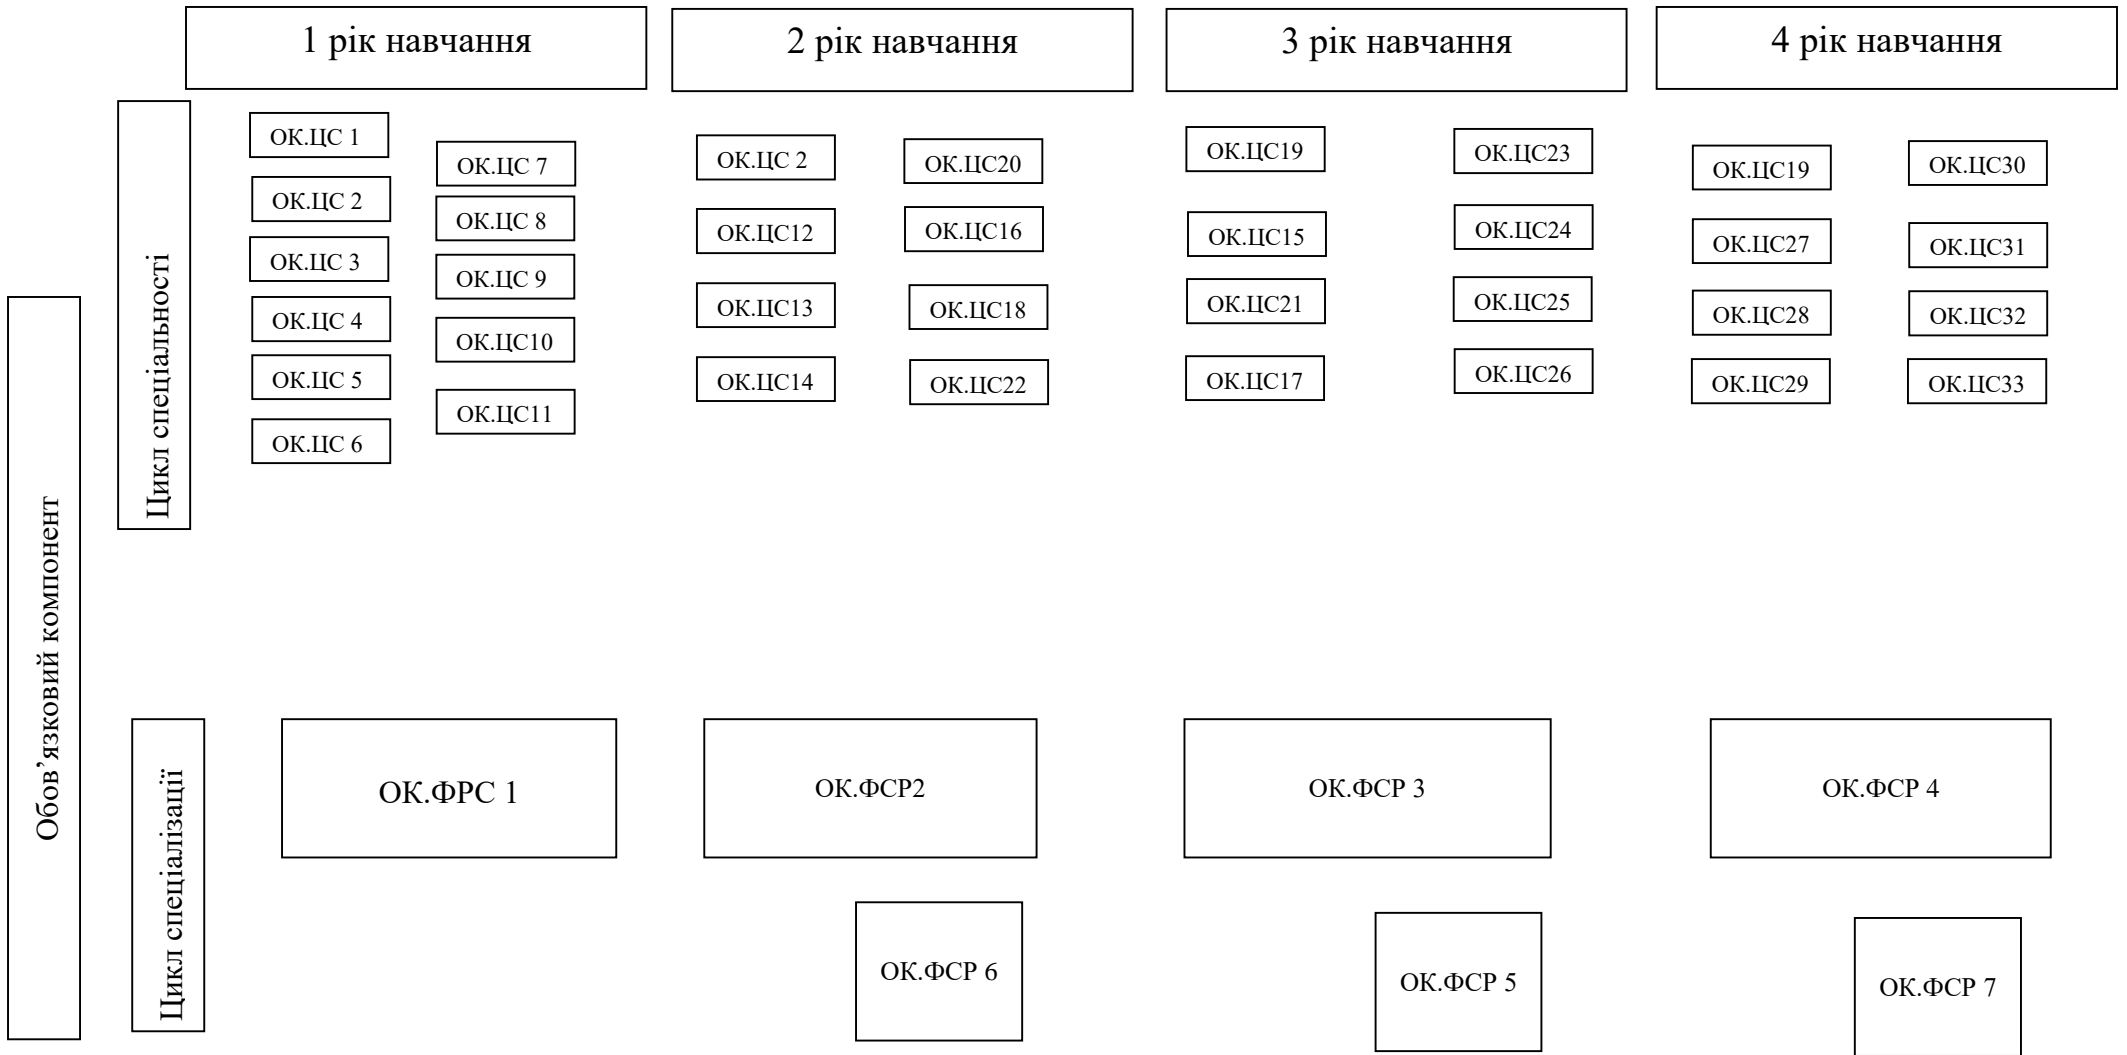 1 рік навчання
2 рік навчання
3 рік навчання
4 рік навчання
Обов’язковий компонент
Цикл спеціальності
ОК.ЦС 1
ОК.ЦС 2
ОК.ЦС 3
ОК.ЦС 4
ОК.ЦС 5
ОК.ЦС 6
ОК.ЦС 7
ОК.ЦС 8
ОК.ЦС 9
ОК.ЦС10
ОК.ЦС11
ОК.ЦС 2
ОК.ЦС12
ОК.ЦС13
ОК.ЦС14
ОК.ЦС20
ОК.ЦС16
ОК.ЦС18
ОК.ЦС22
ОК.ЦС19
ОК.ЦС15
ОК.ЦС21
ОК.ЦС17
ОК.ЦС23
ОК.ЦС24
ОК.ЦС25
ОК.ЦС26
ОК.ЦС19
ОК.ЦС27
ОК.ЦС28
ОК.ЦС29
ОК.ЦС30
ОК.ЦС31
ОК.ЦС32
ОК.ЦС33
Цикл спеціалізації
ОК.ФРС 1
ОК.ФСР2
ОК.ФСР 3
ОК.ФСР 4
ОК.ФСР 6
ОК.ФСР 5
ОК.ФСР 7